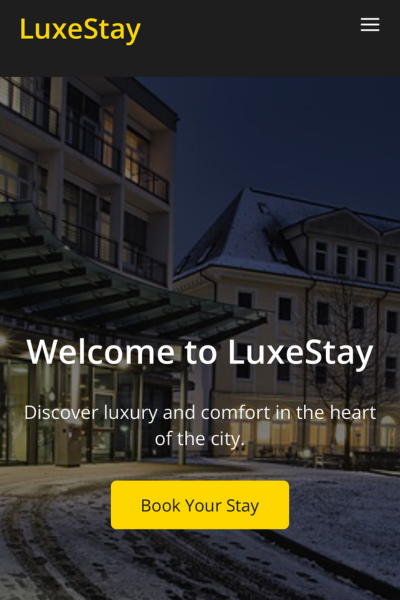 LuxeStay
Welcome to LuxeStay
Discover luxury and comfort in the heart
of the city.
Book Your Stay